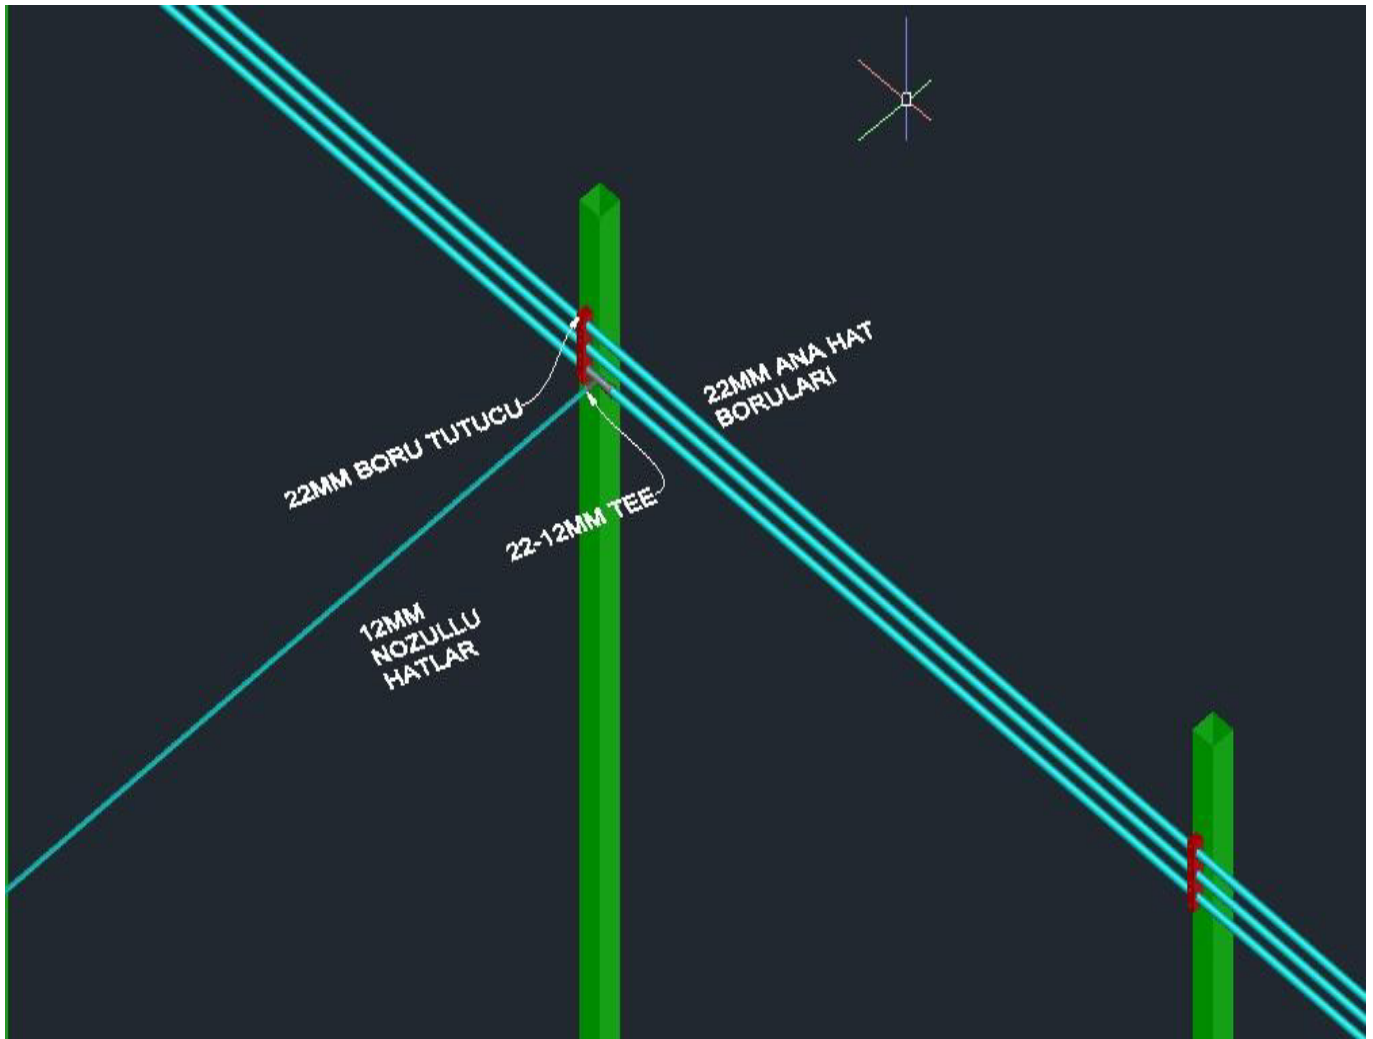 22MM ANA HAT
BORULARI
22MM BORU TUTUCU
22-12MM TEE
12MM
NOZULLU
HATLAR